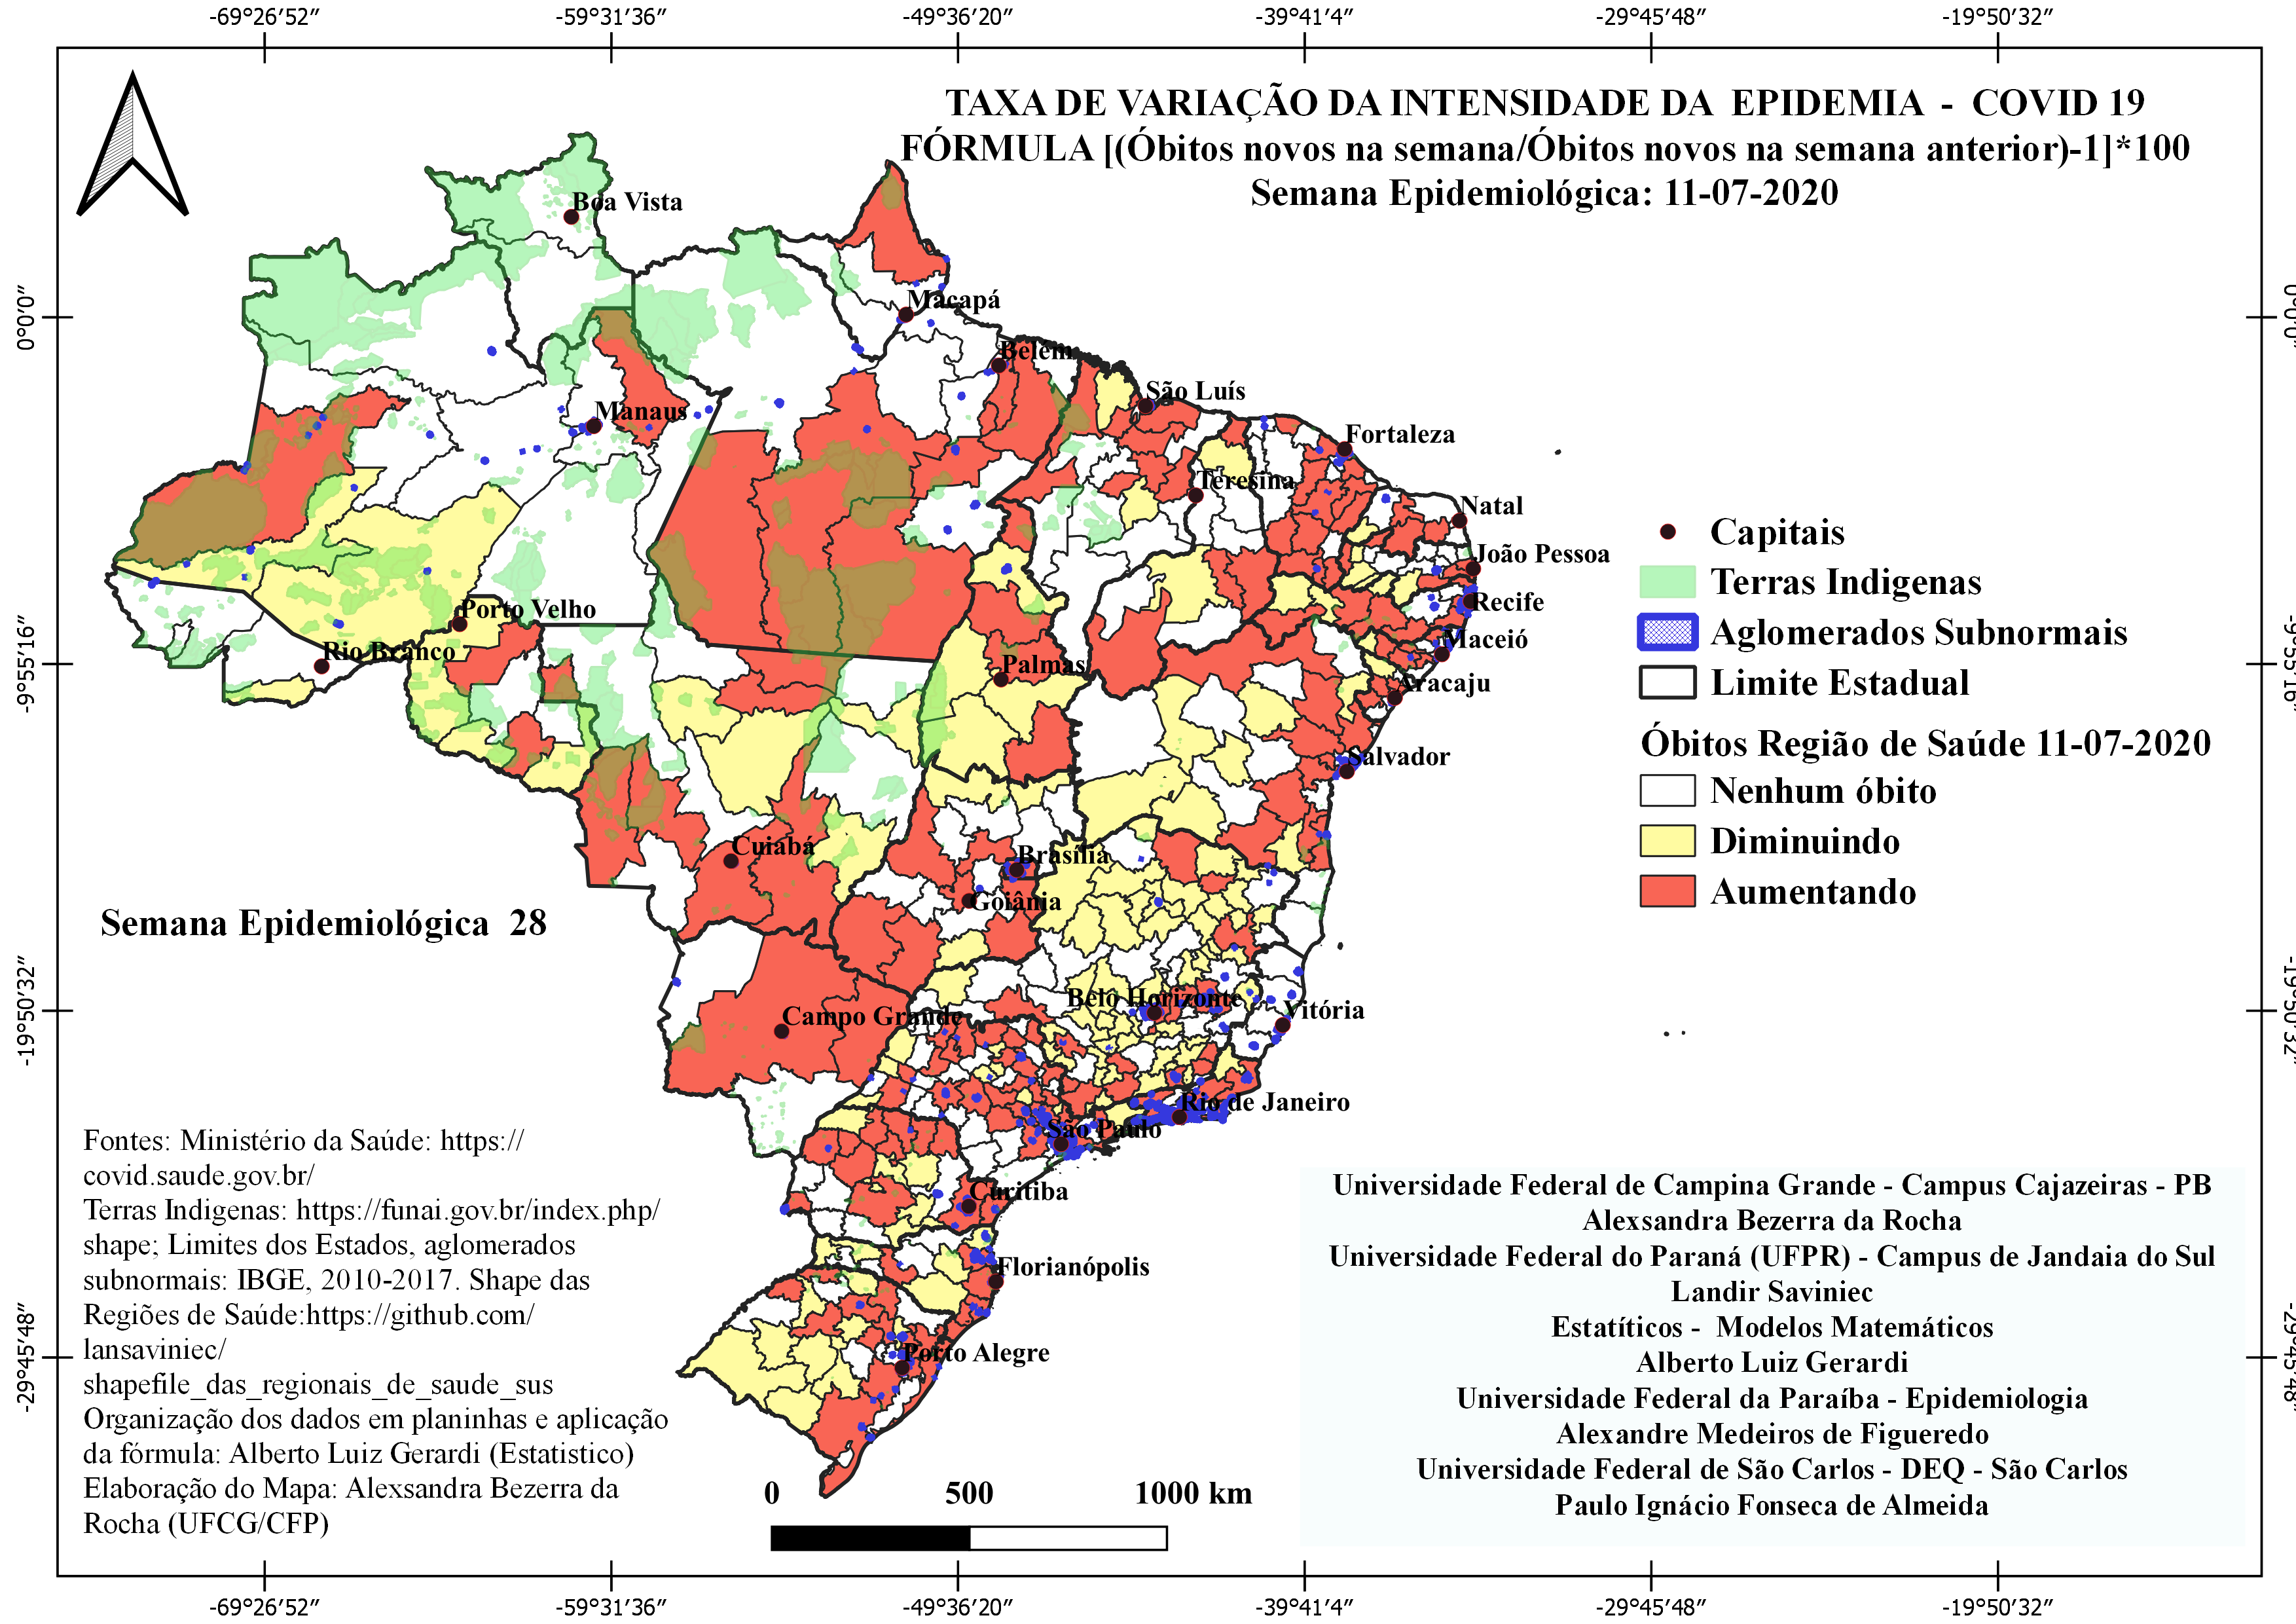 -69°26′52″
-59°31′36″
-49°36′20″
-39°41′4″
-29°45′48″
-19°50′32″
TAXA DE VARIAÇÃO DA INTENSIDADE DA EPIDEMIA - COVID 19
FÓRMULA [(Óbitos novos na semana/Óbitos novos na semana anterior)-1]*100
Semana Epidemiológica: 11-07-2020
Boa Vista
Macapá
0°0′0″
0°0′0″
Belém
São Luís
Manaus
Fortaleza
Teresina
Natal
João Pessoa
Porto Velho
Recife
Rio Branco
Maceió
-9°55′16″
-9°55′16″
Palmas
Aracaju
Salvador
Cuiabá
Brasília
Goiânia
Capitais
Terras Indigenas
Aglomerados Subnormais
Limite Estadual
Óbitos Região de Saúde 11-07-2020
Nenhum óbito
Diminuindo
Aumentando
Semana Epidemiológica 28
Belo Horizonte
Vitória
Campo Grande
-19°50′32″
-19°50′32″
Rio de Janeiro
São Paulo
Curitiba
Florianópolis
Porto Alegre
-29°45′48″
-29°45′48″
Fontes: Ministério da Saúde: https://
covid.saude.gov.br/
Terras Indigenas: https://funai.gov.br/index.php/
shape; Limites dos Estados, aglomerados
subnormais: IBGE, 2010-2017. Shape das
Regiões de Saúde:https://github.com/
lansaviniec/
shapefile_das_regionais_de_saude_sus
Organização dos dados em planinhas e aplicação
da fórmula: Alberto Luiz Gerardi (Estatistico)
Elaboração do Mapa: Alexsandra Bezerra da
Rocha (UFCG/CFP)
0 500 1000 km
Universidade Federal de Campina Grande - Campus Cajazeiras - PB
Alexsandra Bezerra da Rocha
Universidade Federal do Paraná (UFPR) - Campus de Jandaia do Sul
Landir Saviniec
Estatíticos - Modelos Matemáticos
Alberto Luiz Gerardi
Universidade Federal da Paraíba - Epidemiologia
Alexandre Medeiros de Figueredo
Universidade Federal de São Carlos - DEQ - São Carlos
Paulo Ignácio Fonseca de Almeida
-69°26′52″
-59°31′36″
-49°36′20″
-39°41′4″
-29°45′48″
-19°50′32″